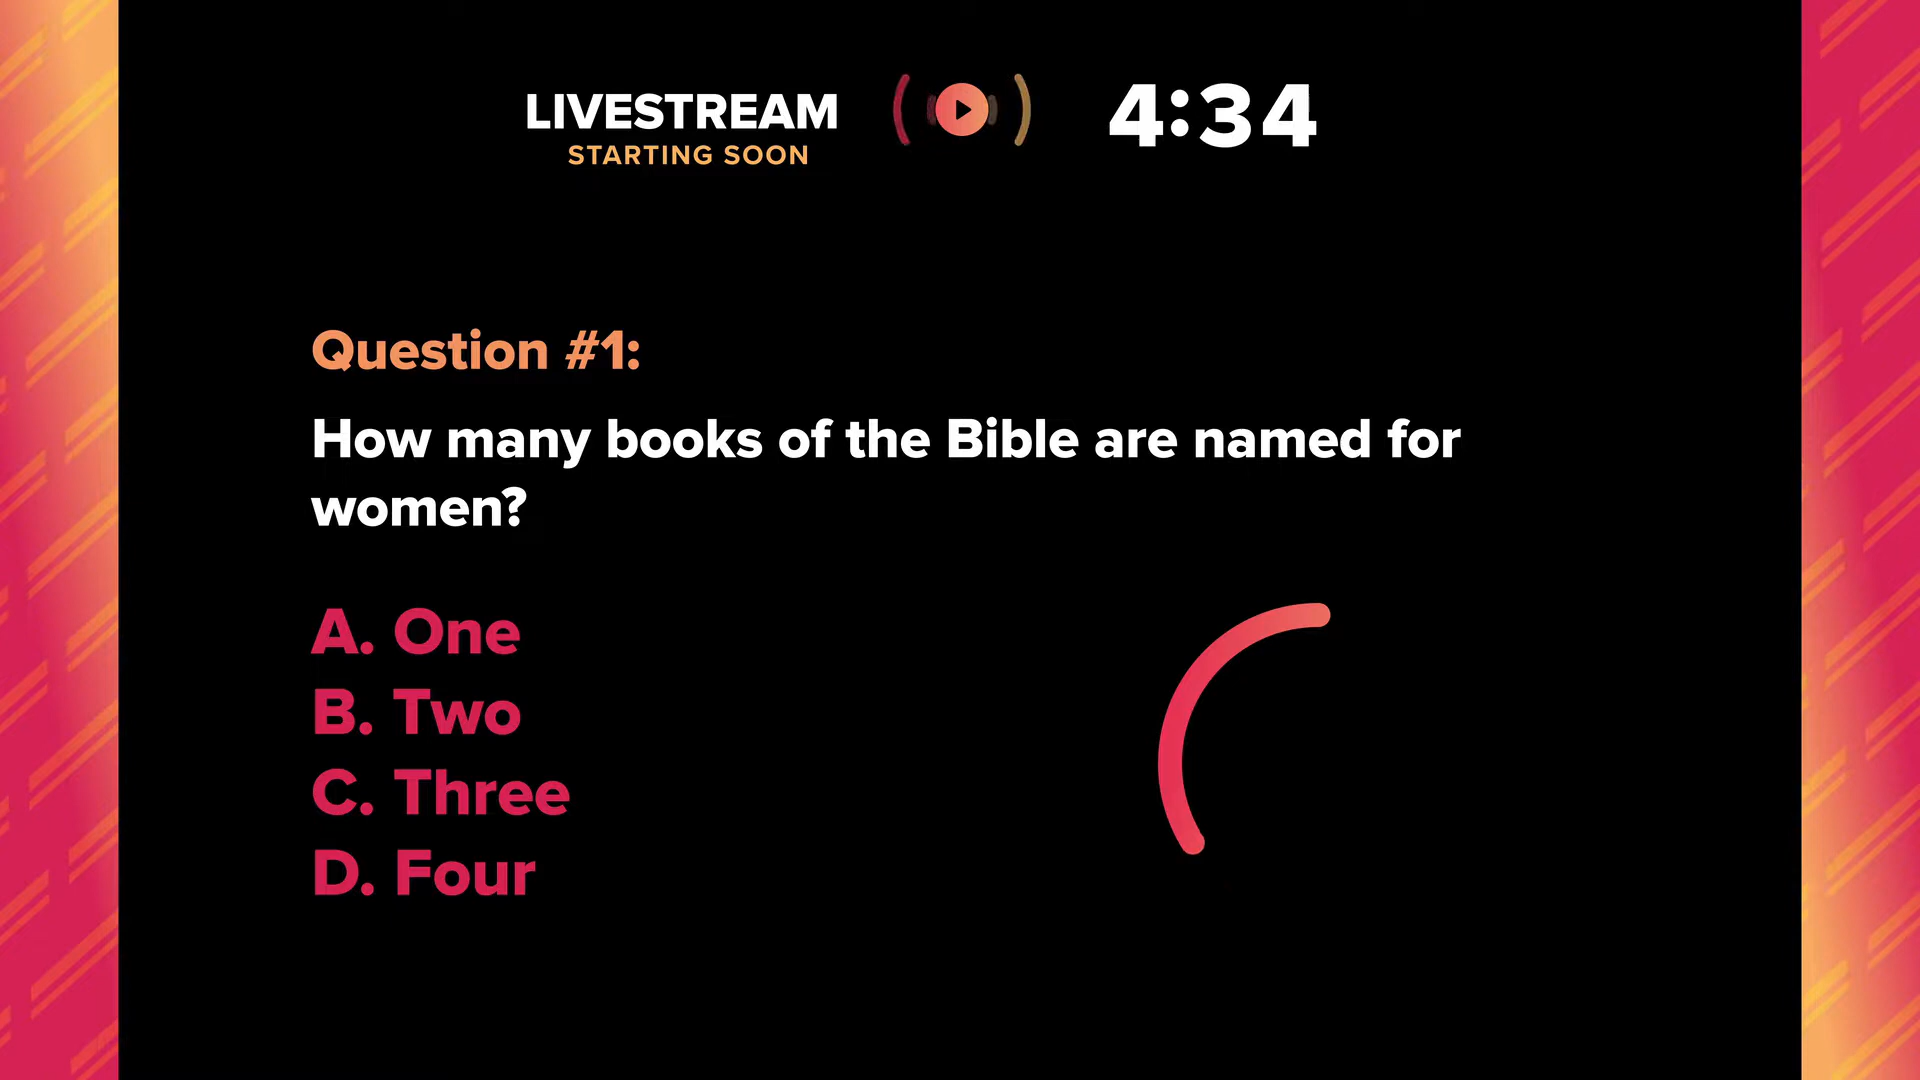 LIVESTREAM
STARTING SOON
4:34
Question #1:
How many books of the Bible are named for
women?
A. One
B. Two
C. Three
D. Four